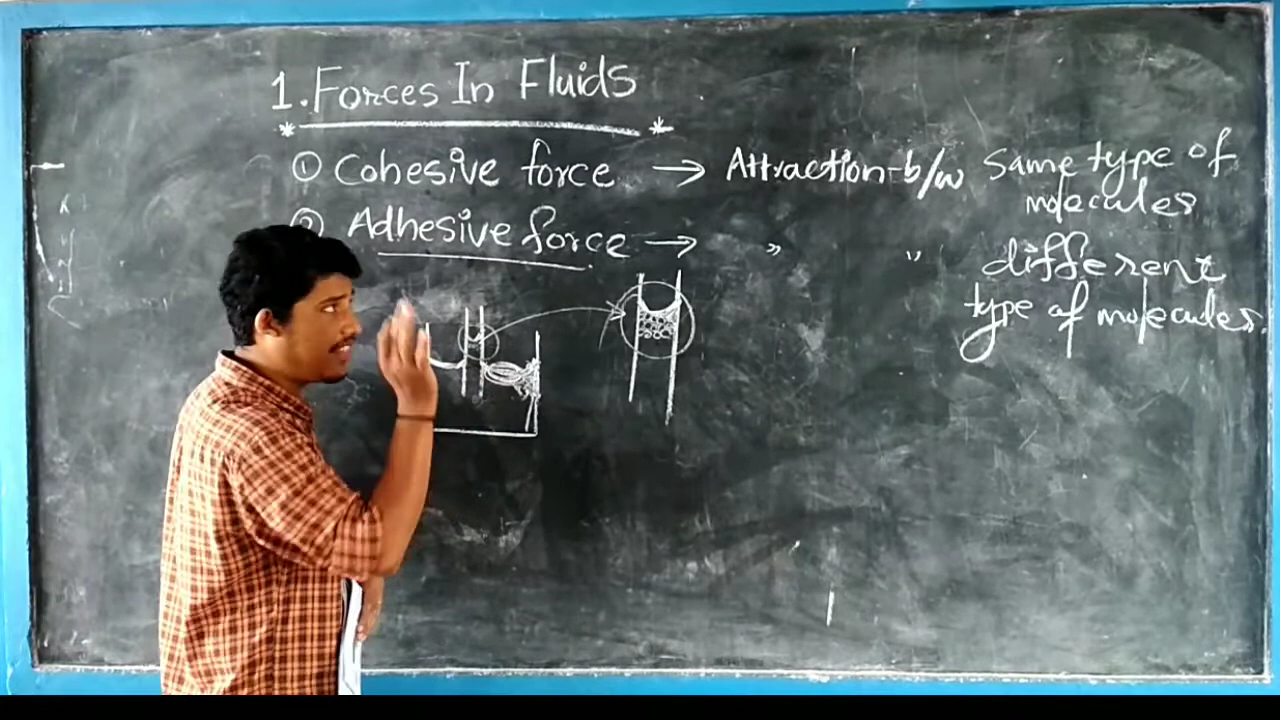 1. Forces In Fluids
① Cohesive force → Attraction b/w Same type of
molecules
② Adhesive force → " " different
type of molecules.